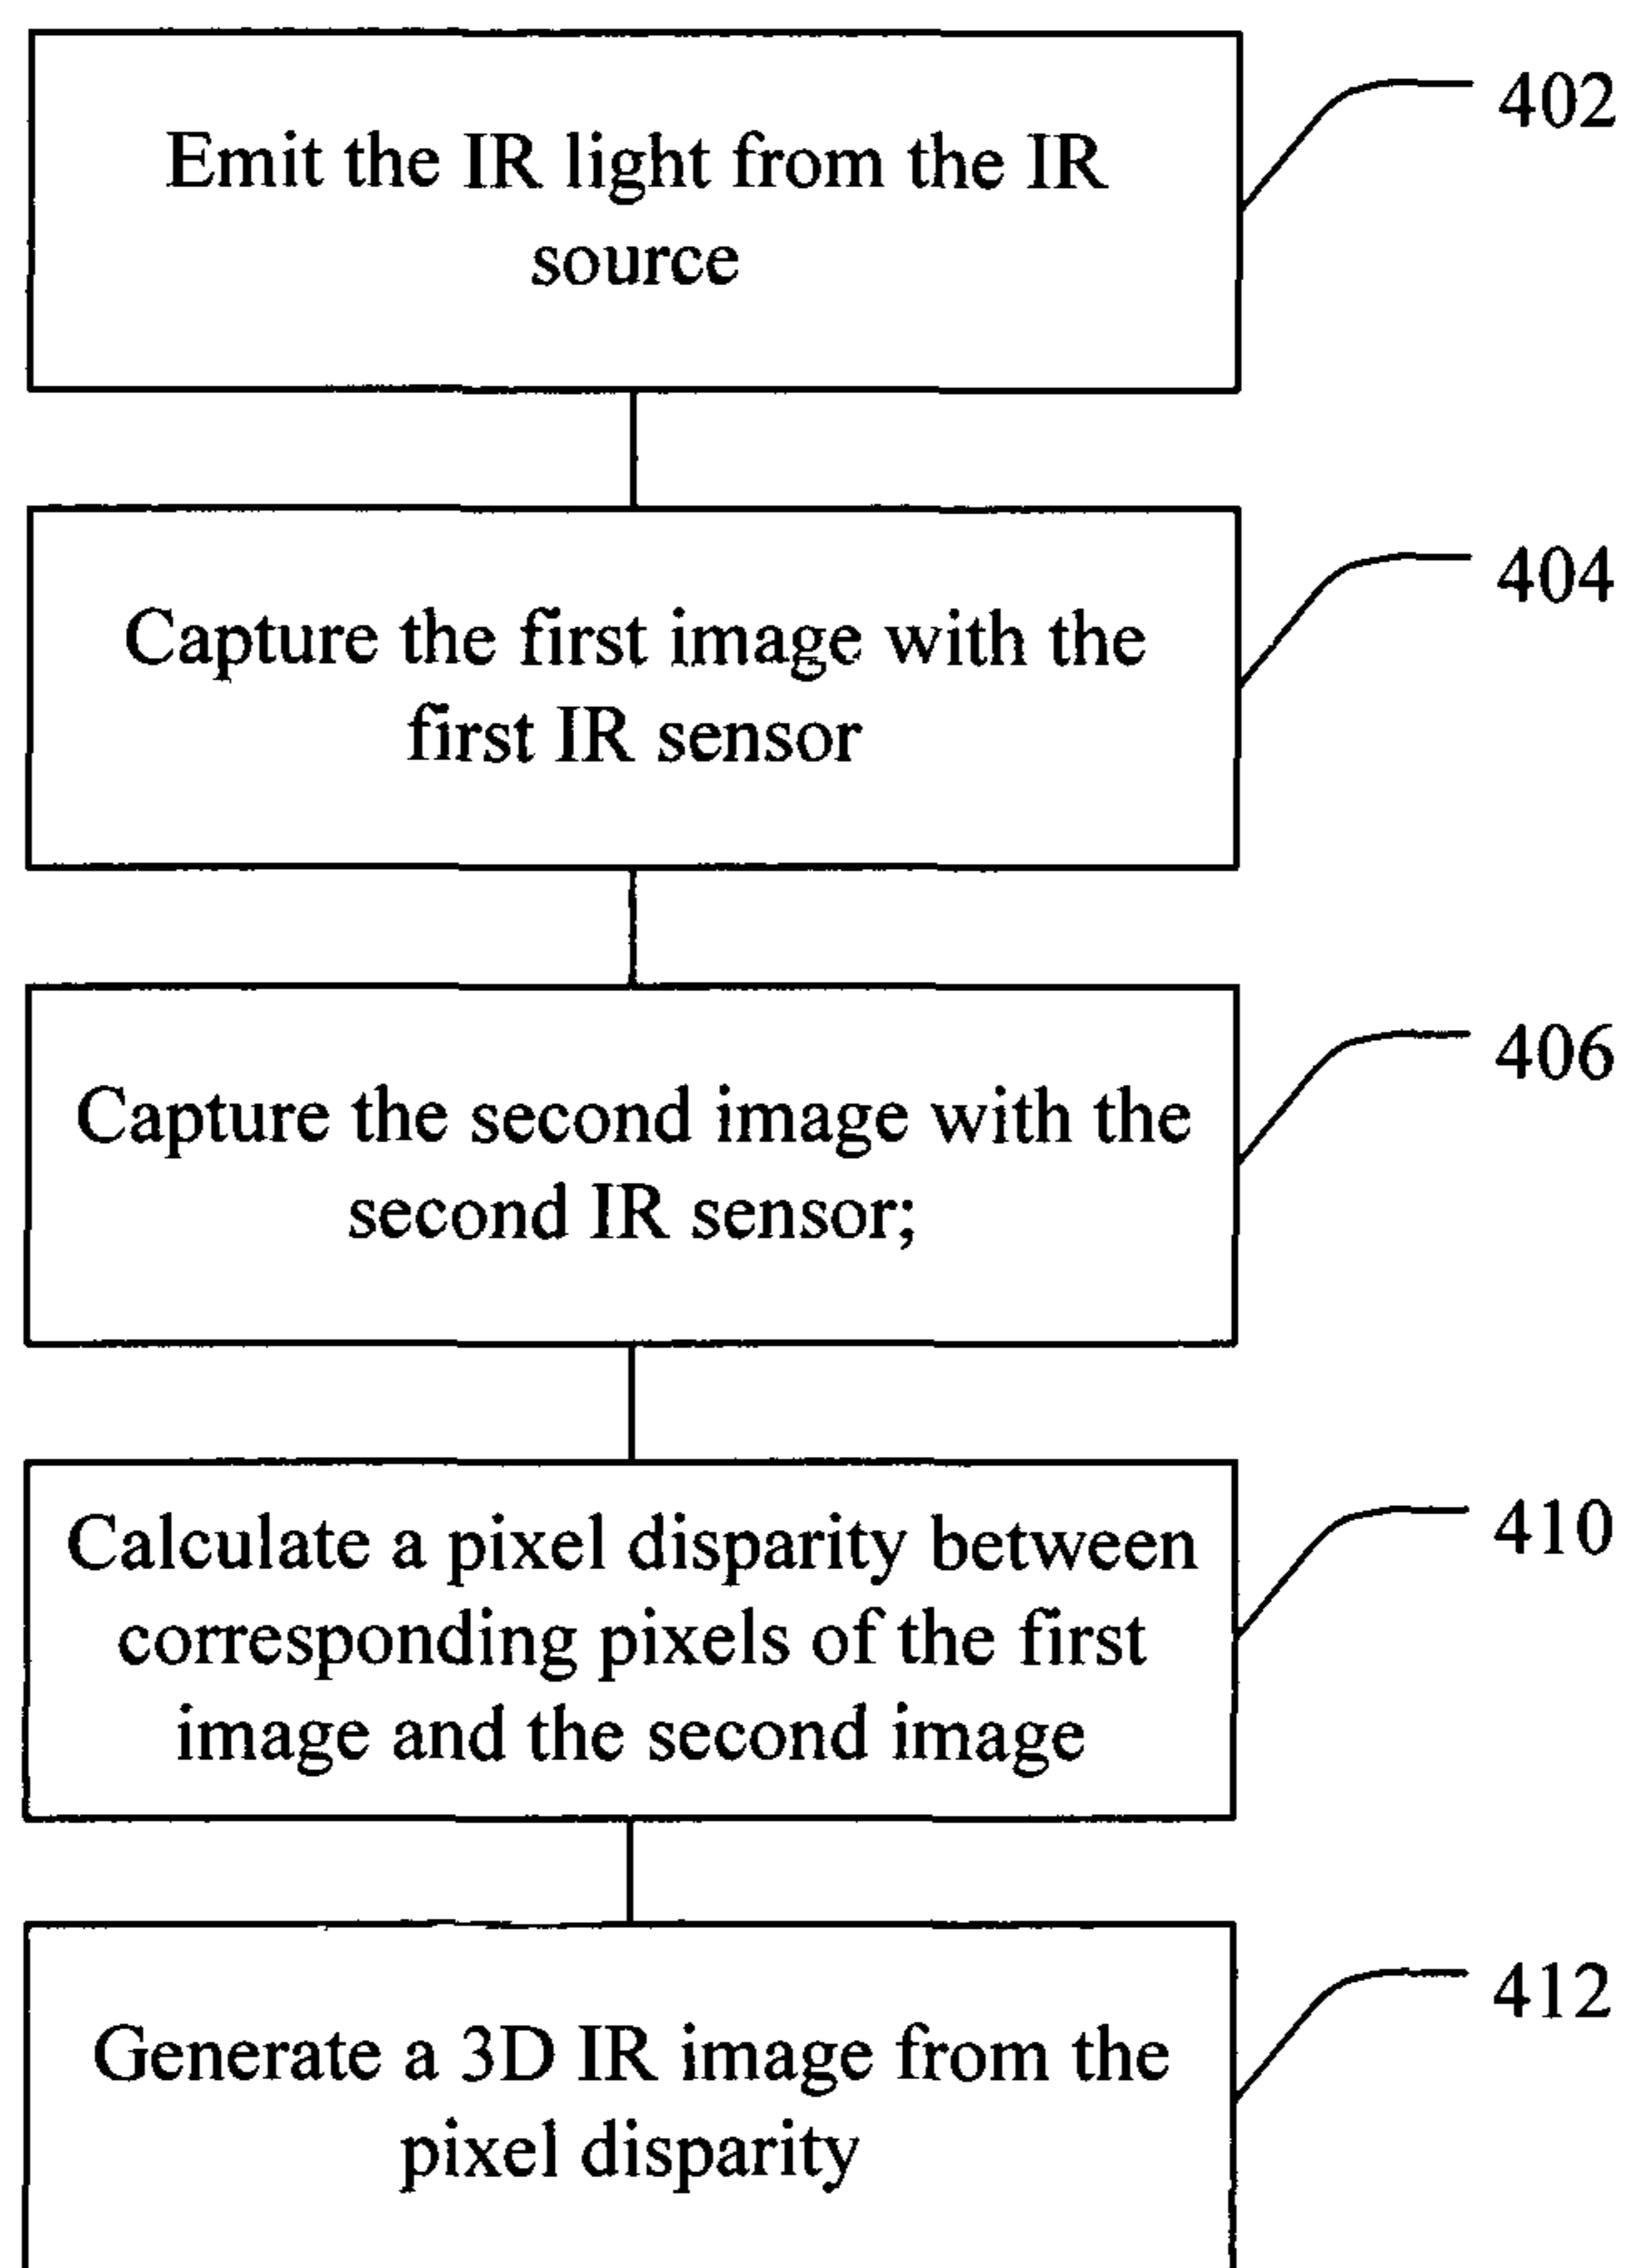 Emit the IR light from the IR
source
402
Capture the first image with the
first IR sensor
404
Capture the second image with the
second IR sensor;
406
Calculate a pixel disparity between
corresponding pixels of the first
image and the second image
410
Generate a 3D IR image from the
pixel disparity
412